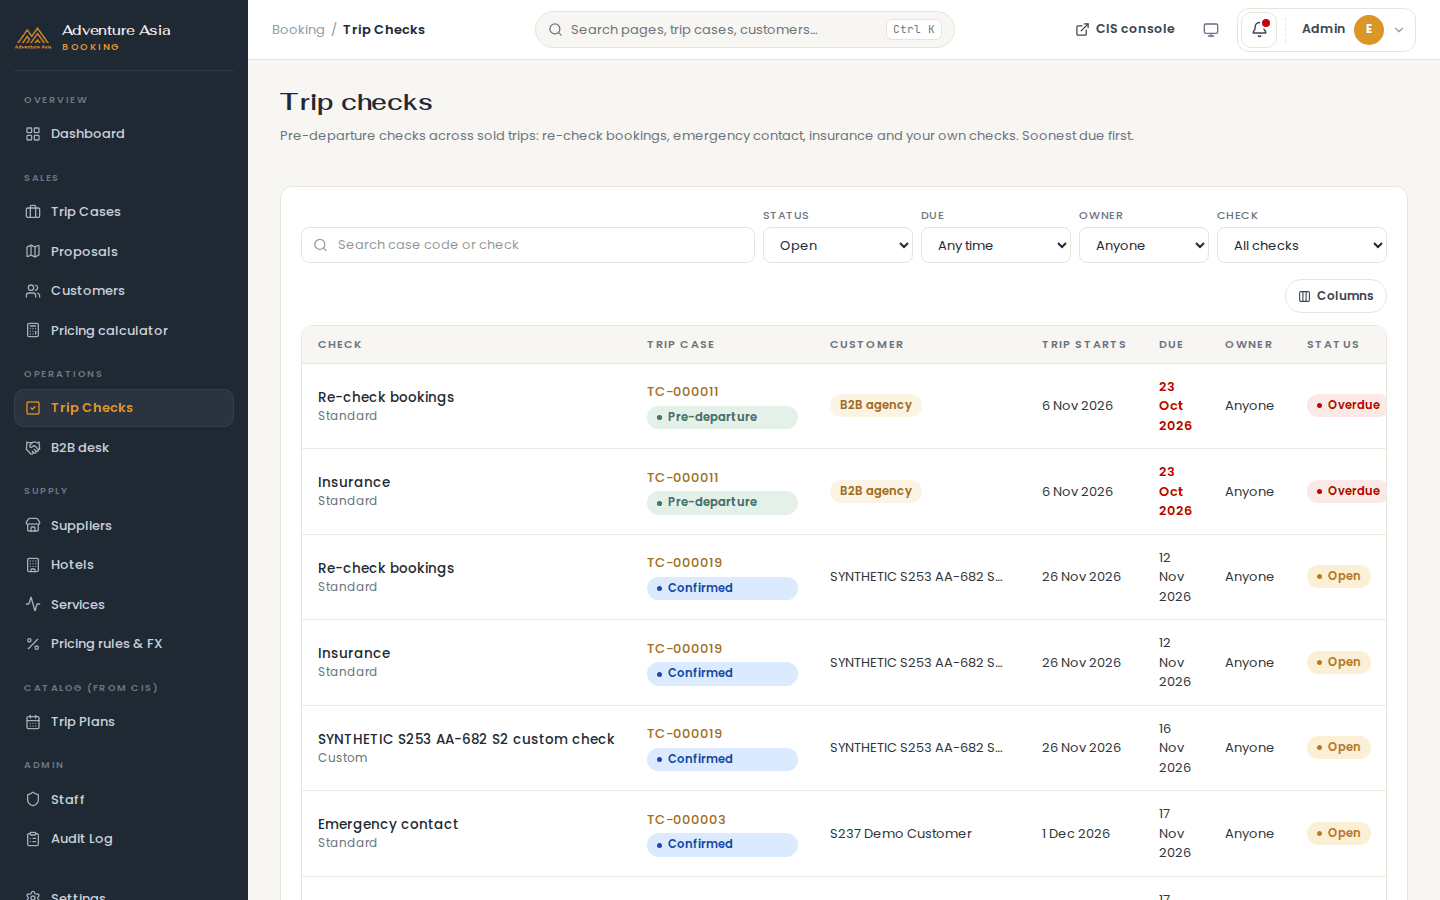 Adventure Asia
BOOKING
Adventure Asia
OVERVIEW
Dashboard
SALES
Trip Cases
Proposals
Customers
Pricing calculator
OPERATIONS
Trip Checks
B2B desk
SUPPLY
Suppliers
Hotels
Services
Pricing rules & FX
CATALOG (FROM CIS)
Trip Plans
ADMIN
Staff
Audit Log
Settings
Booking / Trip Checks
Search pages, trip cases, customers... Ctrl K
CIS console
Admin E
Trip checks
Pre-departure checks across sold trips: re-check bookings, emergency contact, insurance and your own checks. Soonest due first.
STATUS DUE OWNER CHECK
Search case code or check Open Any time Anyone All checks
Columns
CHECK TRIP CASE CUSTOMER TRIP STARTS DUE OWNER STATUS
Re-check bookings
Standard
TC-000011
Pre-departure
B2B agency
6 Nov 2026
23
Oct
2026
Anyone
Overdue
Insurance
Standard
TC-000011
Pre-departure
B2B agency
6 Nov 2026
23
Oct
2026
Anyone
Overdue
Re-check bookings
Standard
TC-000019
Confirmed
SYNTHETIC S253 AA-682 S...
26 Nov 2026
12
Nov
2026
Anyone
Open
Insurance
Standard
TC-000019
Confirmed
SYNTHETIC S253 AA-682 S...
26 Nov 2026
12
Nov
2026
Anyone
Open
SYNTHETIC S253 AA-682 S2 custom check
Custom
TC-000019
Confirmed
SYNTHETIC S253 AA-682 S...
26 Nov 2026
16
Nov
2026
Anyone
Open
Emergency contact
Standard
TC-000003
Confirmed
S237 Demo Customer
1 Dec 2026
17
Nov
2026
Anyone
Open
17